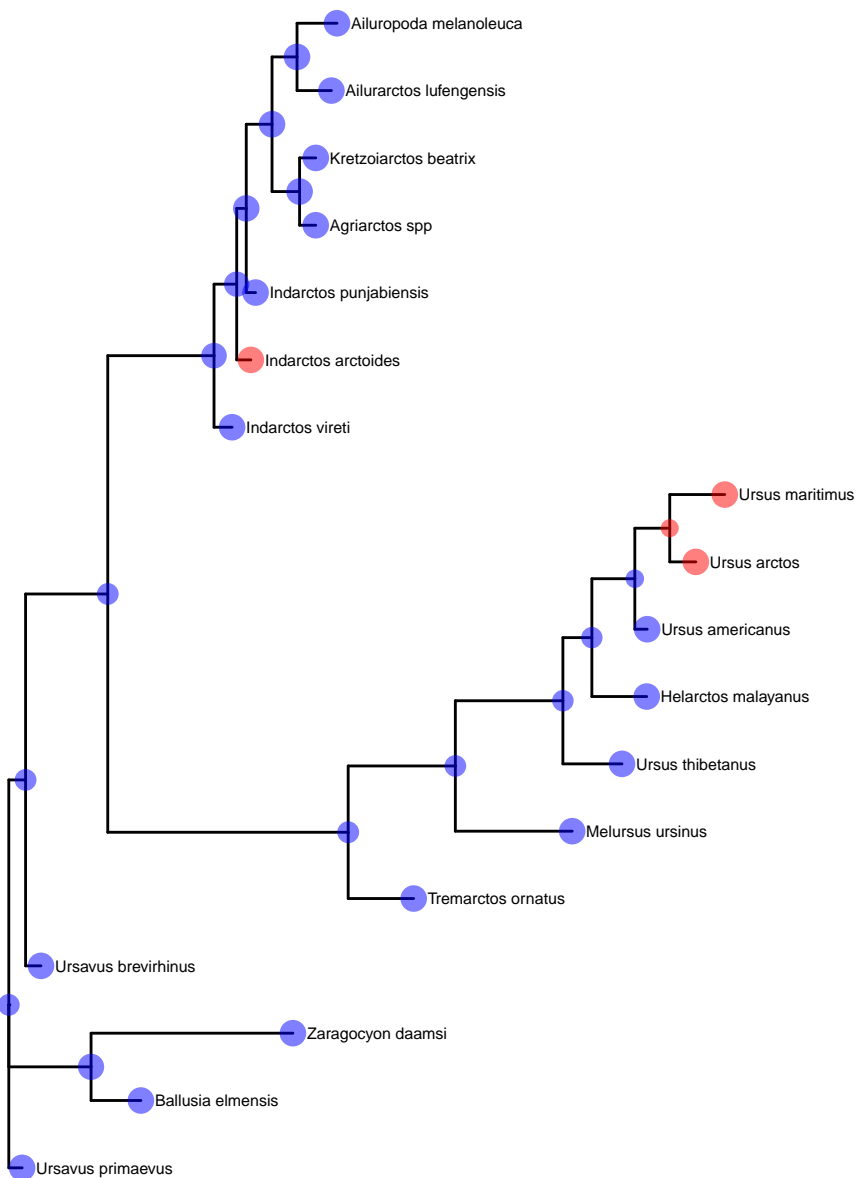 Ailuropoda melanoleuca
Ailurarctos lufengensis
Kretzoiarctos beatrix
Agriarctos spp
Indarctos punjabiensis
Indarctos arctoides
Indarctos vireti
Ursus maritimus
Ursus arctos
Ursus americanus
Helarctos malayanus
Ursus thibetanus
Melursus ursinus
Tremarctos ornatus
Ursavus brevirhinus
Zaragocyon daamsi
Ballusia elmensis
Ursavus primaevus